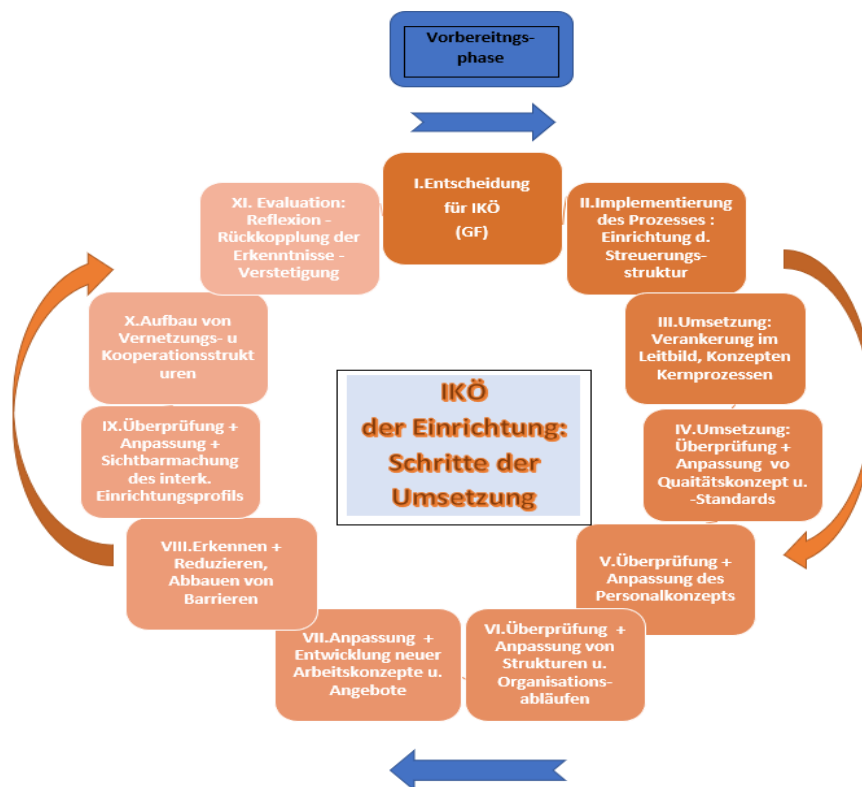 Vorbereitngs-
phase
I.Entscheidung
für IKÖ
(GF)
II.Implementierung
des Prozesses :
Einrichtung d.
Streuerungs-
struktur
III.Umsetzung:
Verankerung im
Leitbild, Konzepten
Kernprozessen
IV.Umsetzung:
Überprüfung +
Anpassung vo
Quaitätskonzept u.
-Standards
V.Überprüfung +
Anpassung des
Personalkonzepts
VI.Überprüfung +
Anpassung von
Strukturen u.
Organisations-
abläufen
VII.Anpassung +
Entwicklung neuer
Arbeitskonzepte u.
Angebote
VIII.Erkennen +
Reduzieren,
Abbauen von
Barrieren
IX.Überprüfung +
Anpassung +
Sichtbarmachung
des interk.
Einrichtungsprofils
X.Aufbau von
Vernetzungs- u
Kooperationsstrukt
uren
XI. Evaluation:
Reflexion -
Rückkopplung der
Erkenntnisse -
Verstetigung
IKÖ
der Einrichtung:
Schritte der
Umsetzung